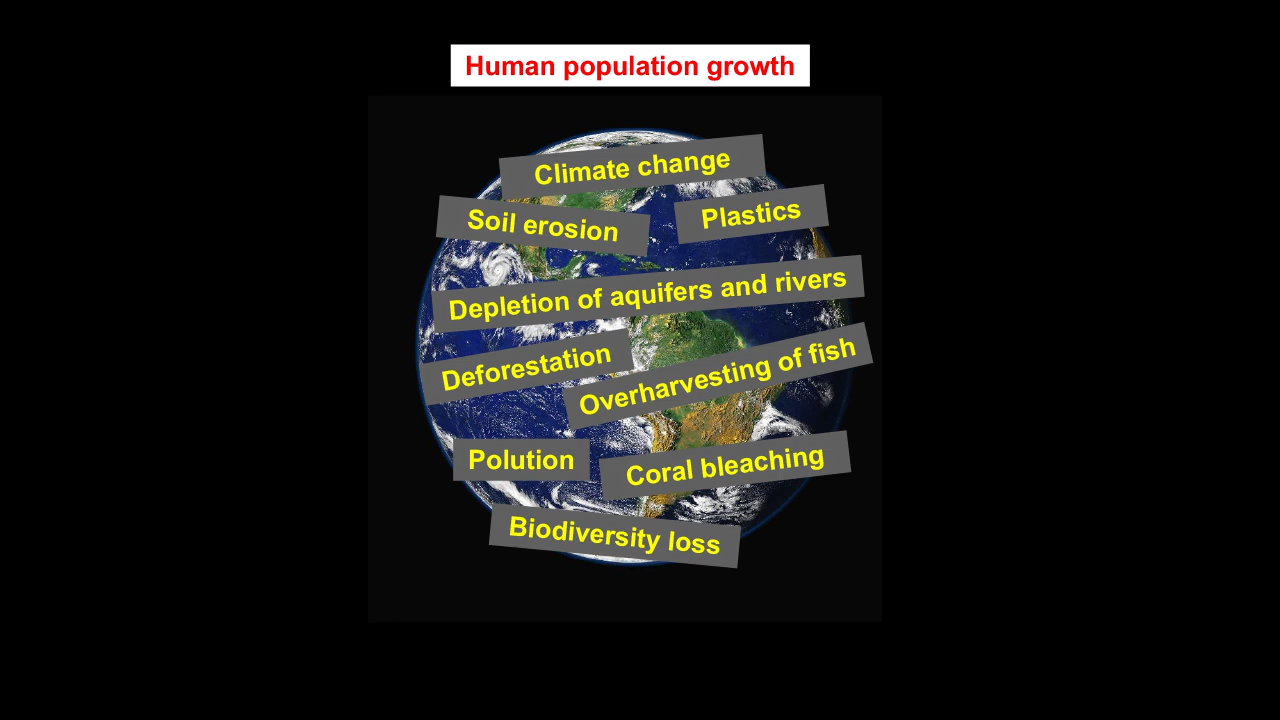 Human population growth
Climate change
Soil erosion
Plastics
Depletion of aquifers and rivers
Deforestation
Overharvesting of fish
Polution
Coral bleaching
Biodiversity loss